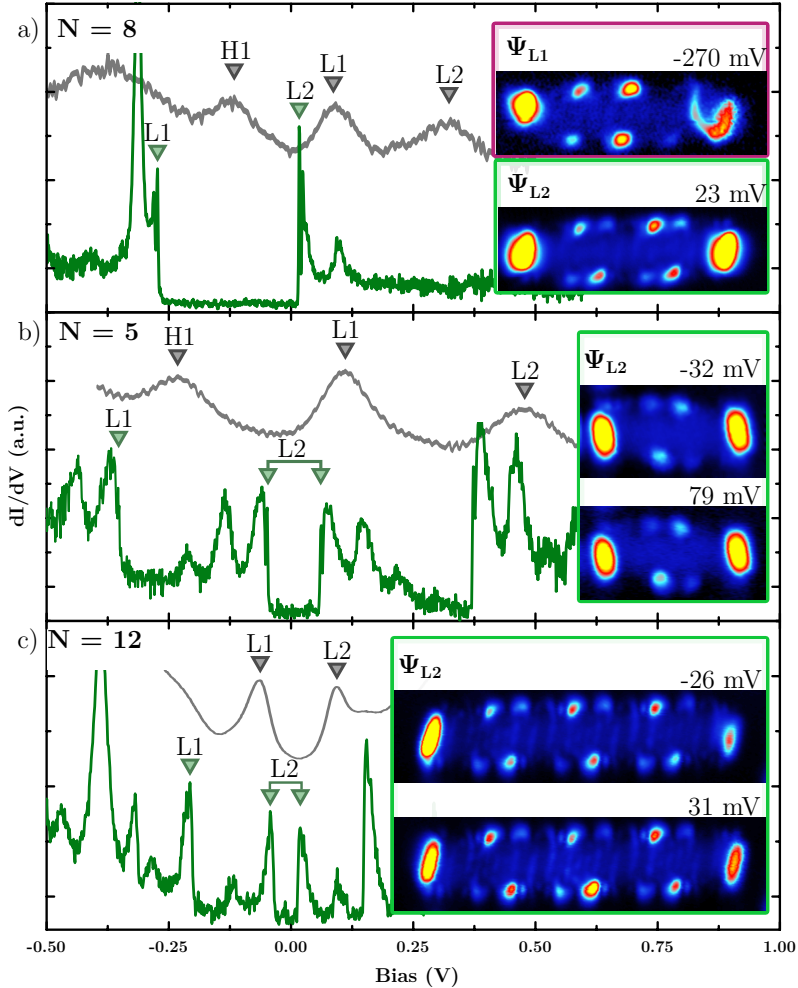 a) N = 8
H1
L1
L2
L2
L1
Ψ_L1
-270 mV
Ψ_L2
23 mV
b) N = 5
H1
L1
L2
L1
L2
Ψ_L2
-32 mV
79 mV
c) N = 12
L1
L2
L1
L2
Ψ_L2
-26 mV
31 mV
dI/dV (a.u.)
-0.50 -0.25 0.00 0.25 0.50 0.75 1.00
Bias (V)